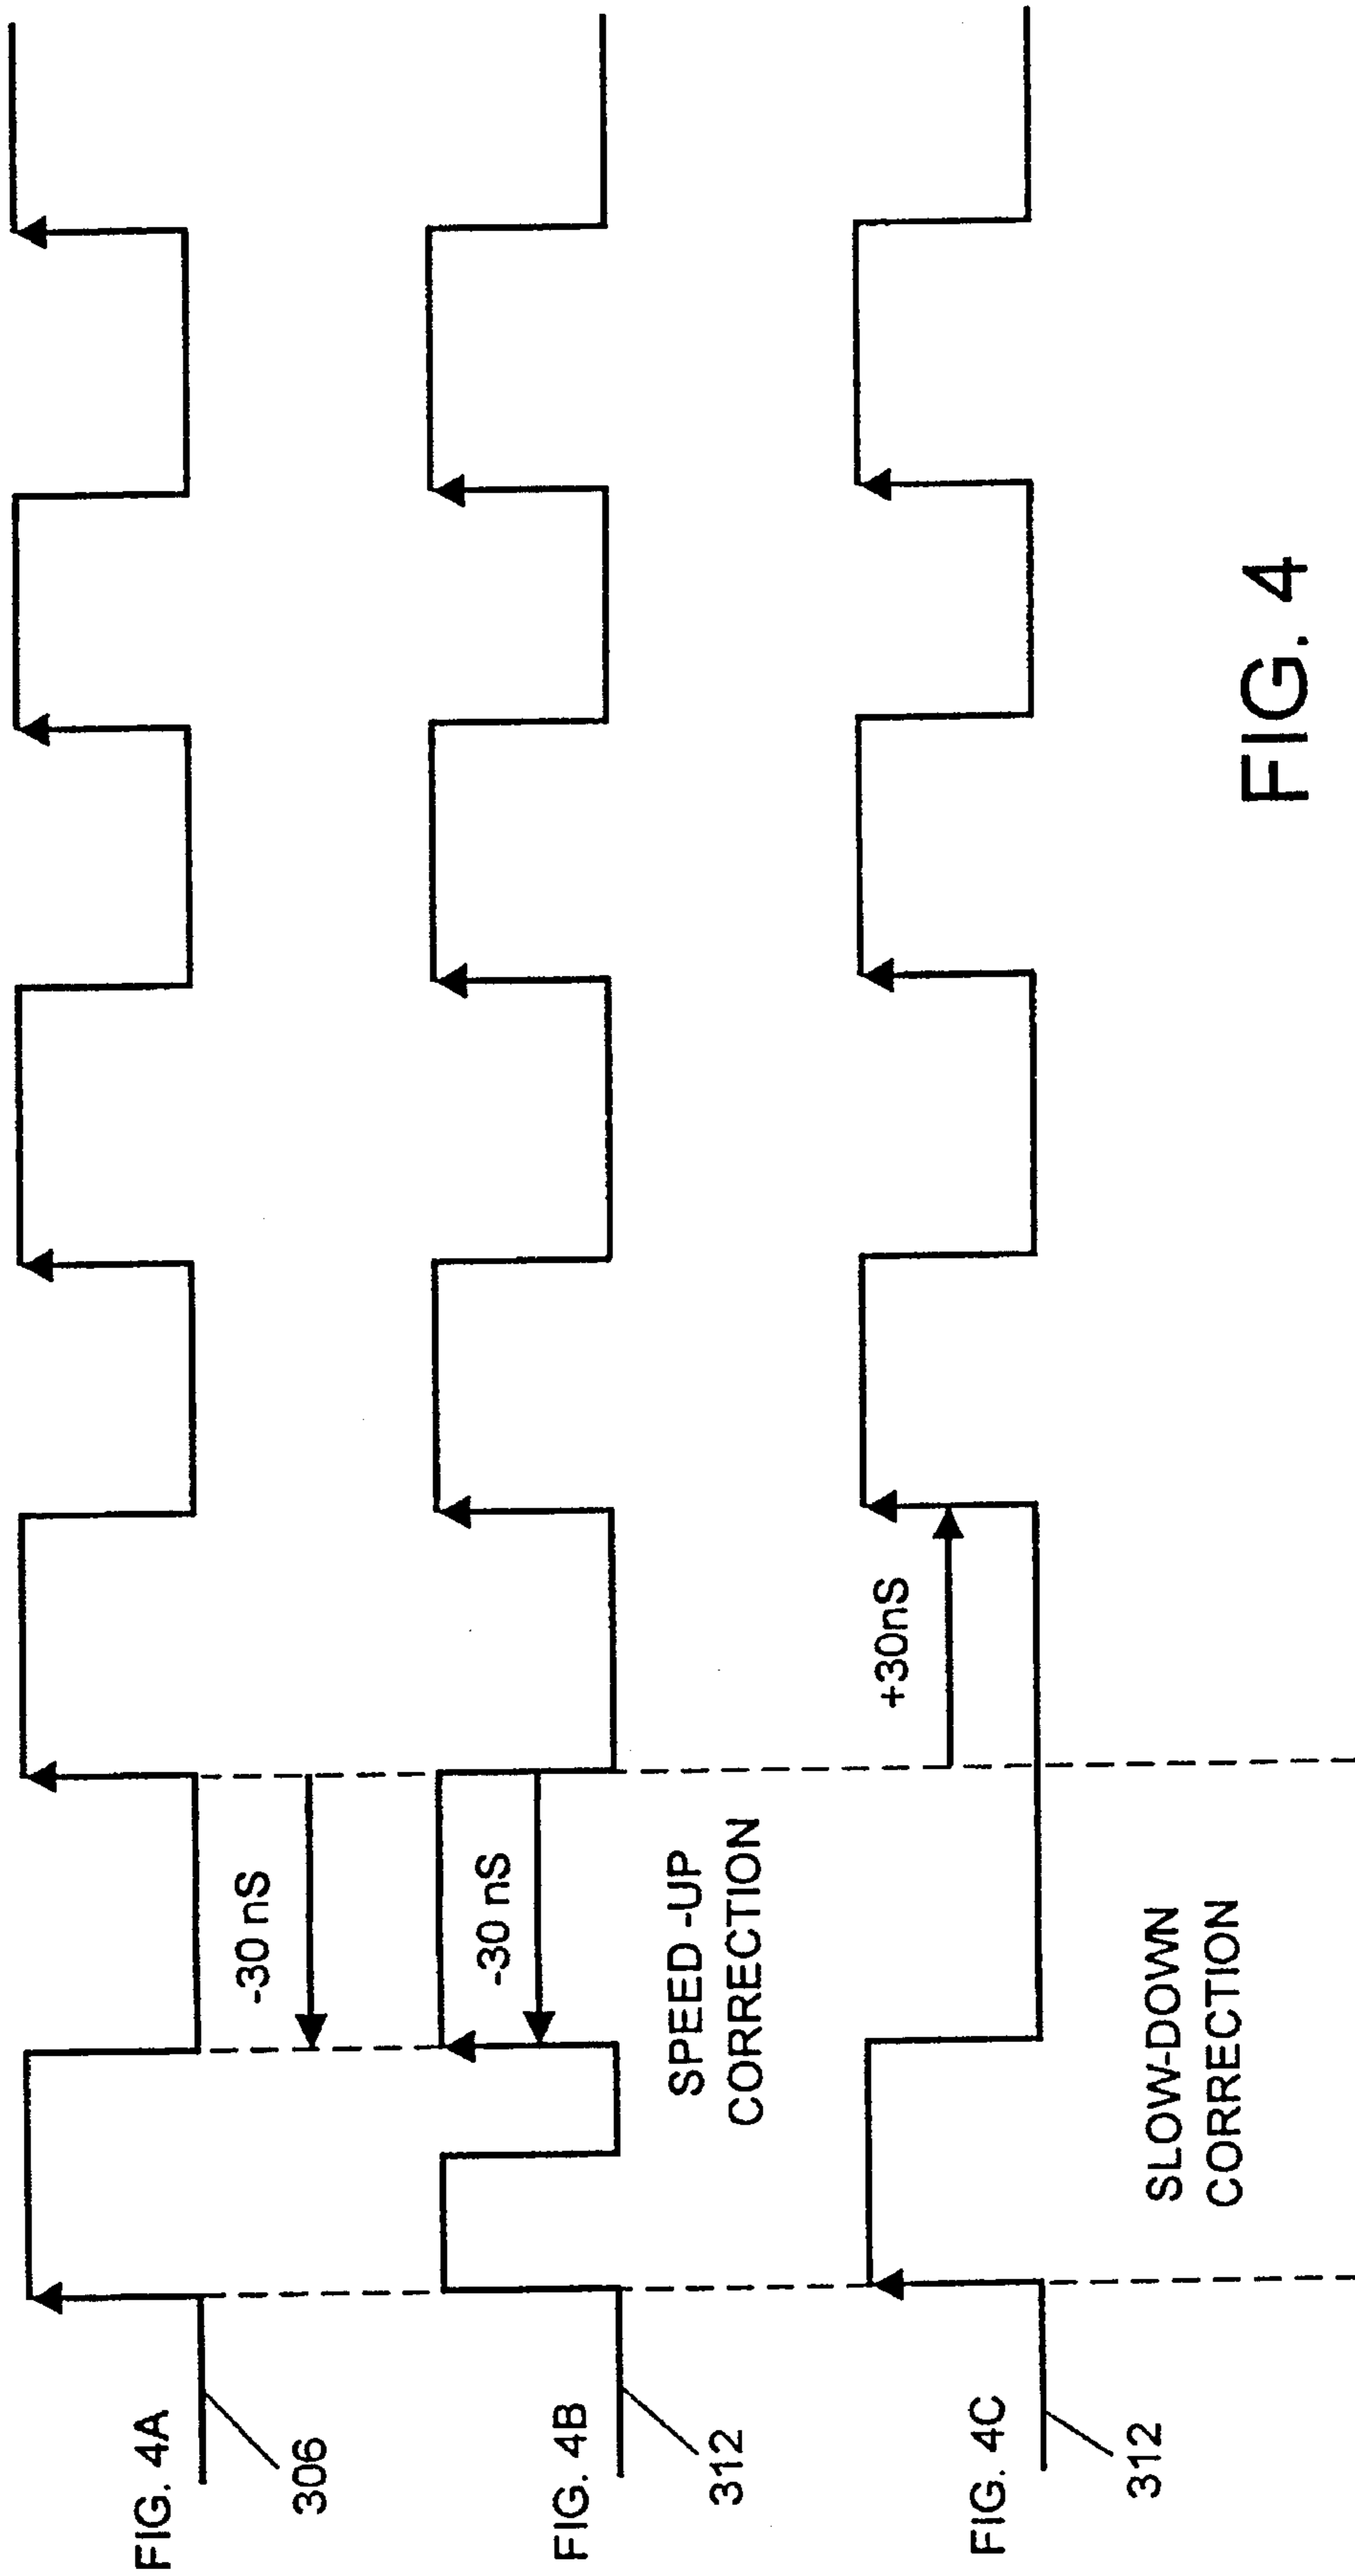 FIG. 4A
306
-30 nS
FIG. 4B
312
-30 nS
SPEED -UP
CORRECTION
FIG. 4C
312
+30nS
SLOW-DOWN
CORRECTION
FIG. 4